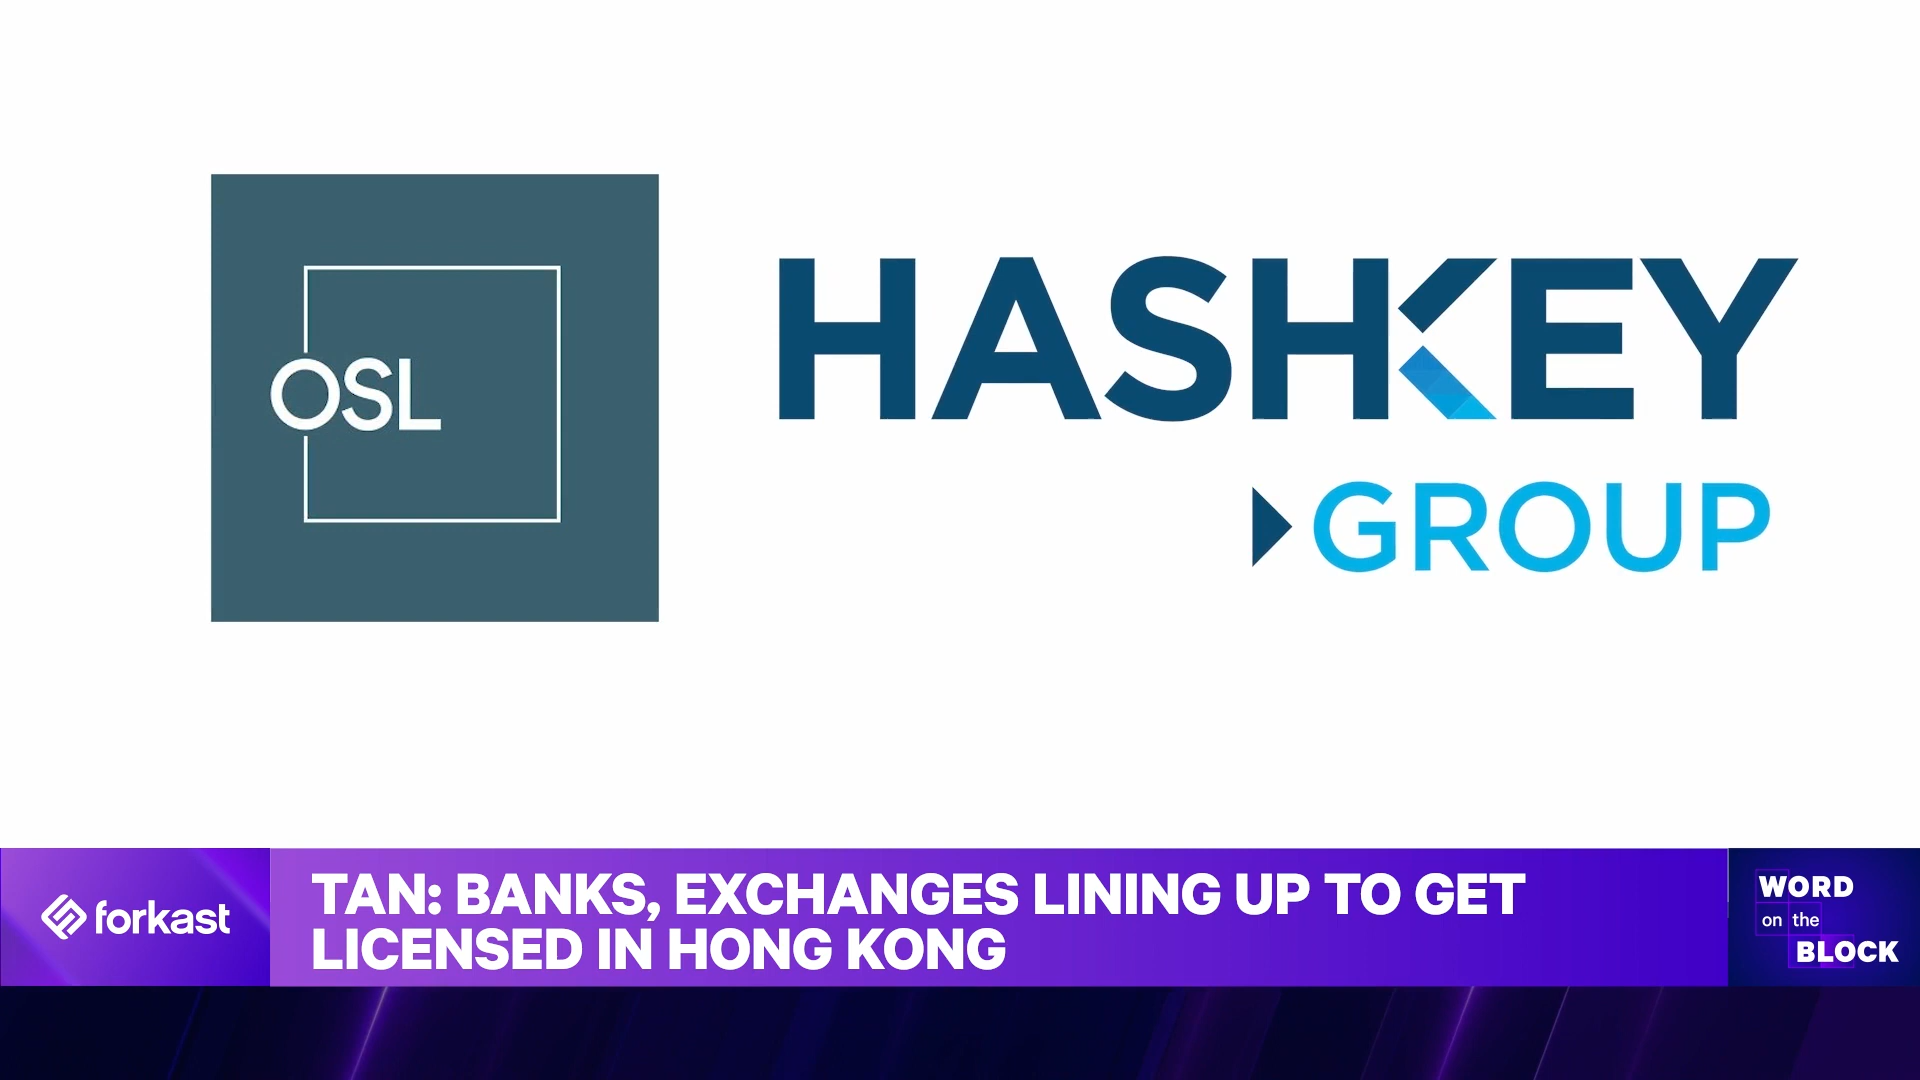 OSL
HASHKEY
GROUP
forkast
TAN: BANKS, EXCHANGES LINING UP TO GET
LICENSED IN HONG KONG
WORD
on the
BLOCK